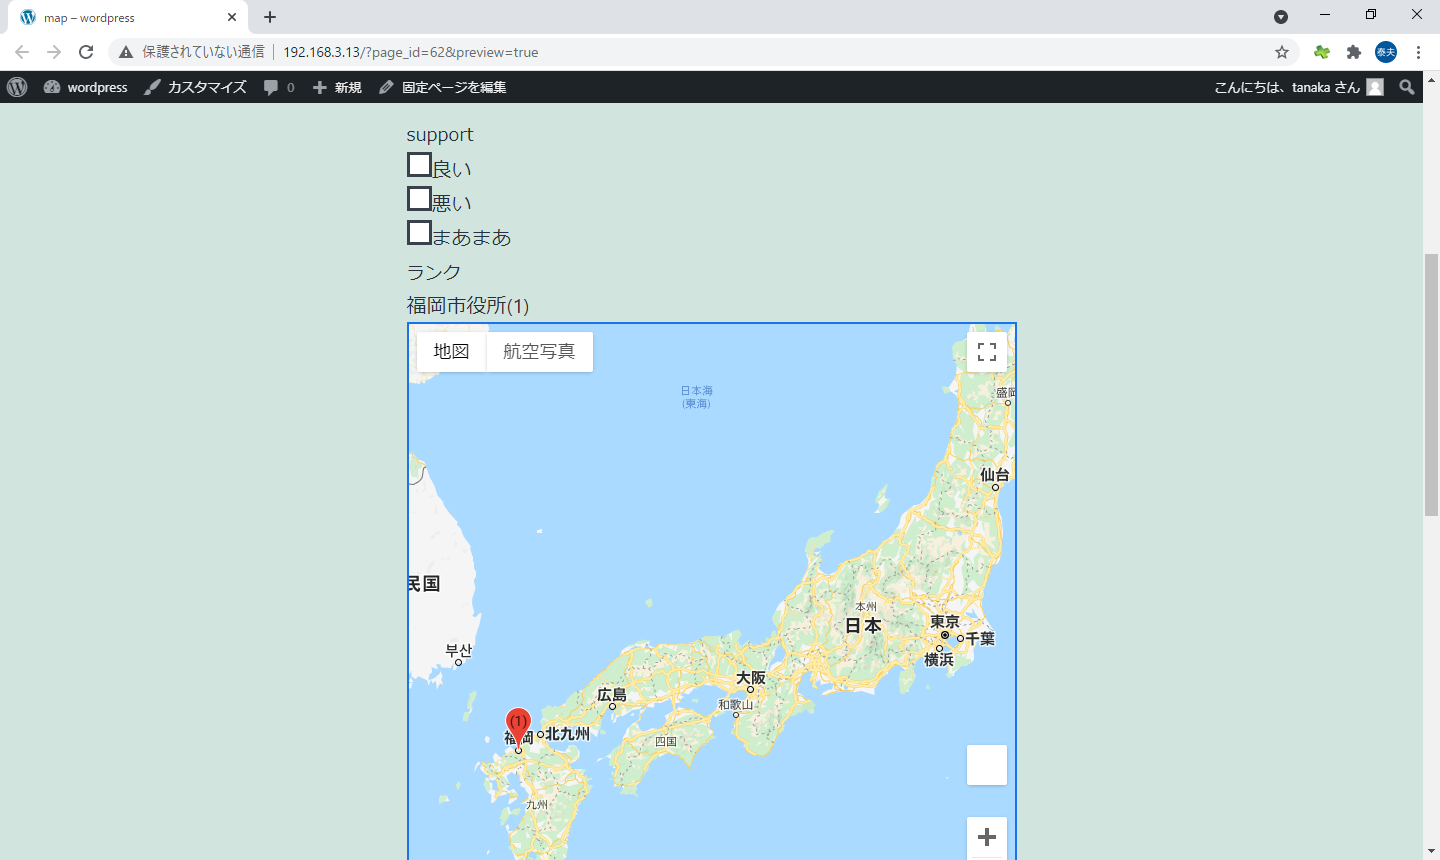 map – wordpress
保護されていない通信
192.168.3.13/?page_id=62&preview=true
泰夫
wordpress
カスタマイズ
0
新規
固定ページを編集
こんにちは、tanaka さん
support
良い
悪い
まあまあ
ランク
福岡市役所(1)
地図
航空写真
日本海
(東海)
盛岡
仙台
民国
本州
日本
東京
千葉
横浜
부산
大阪
広島
和歌山
(1)
福岡
北九州
四国
九州